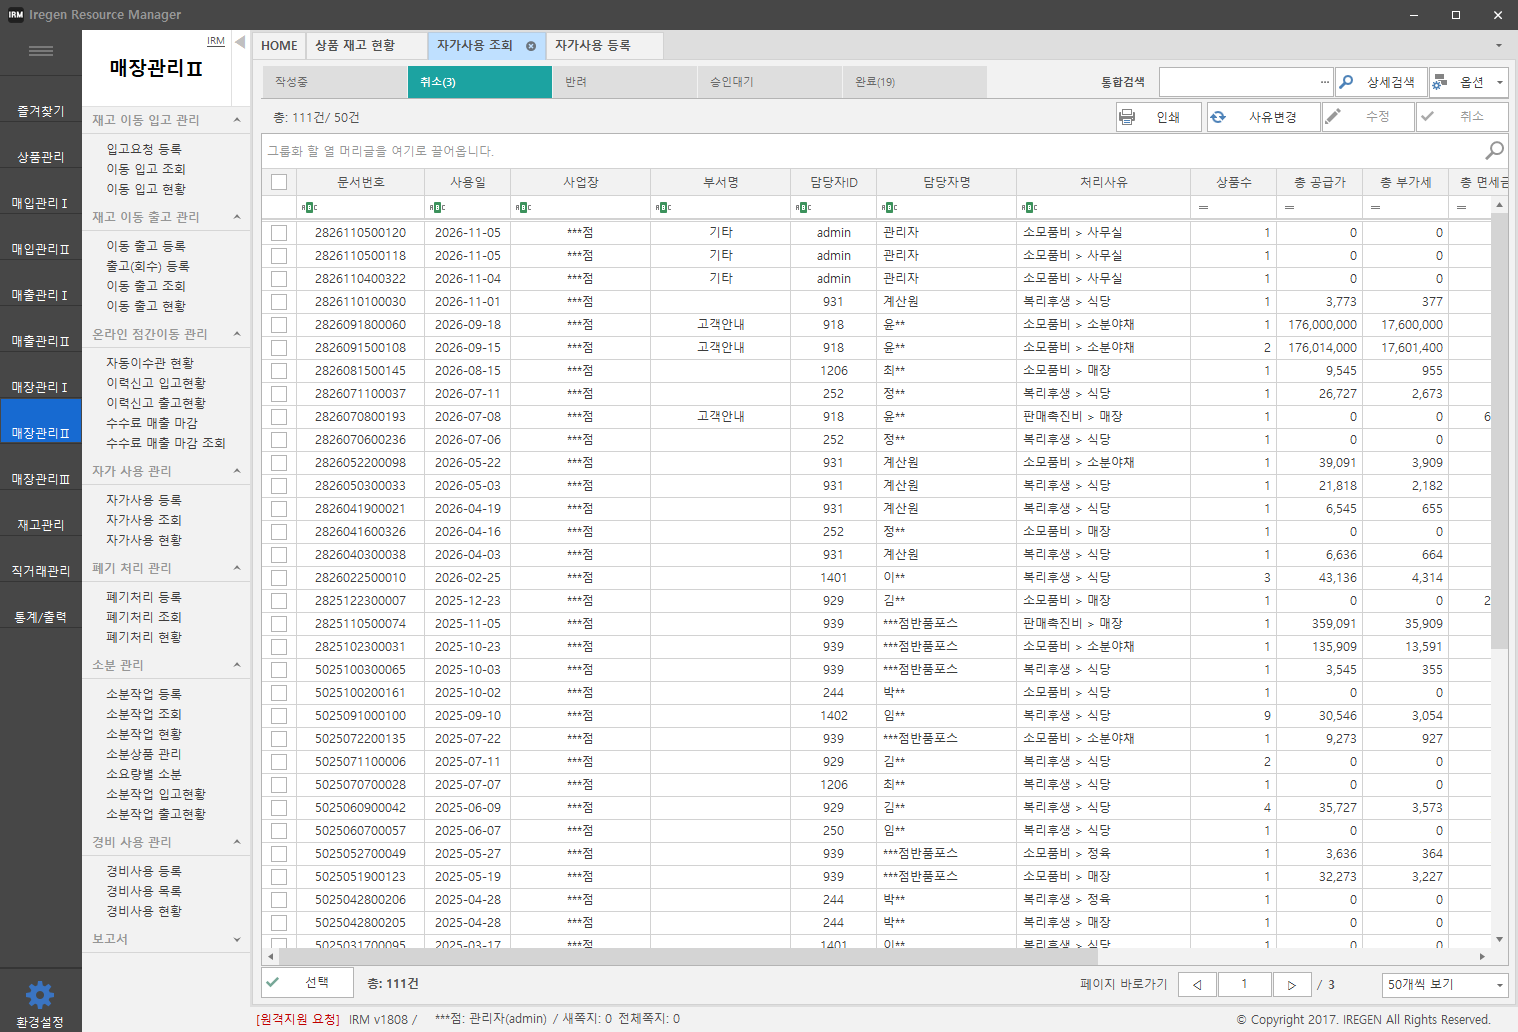 IRM Iregen Resource Manager
즐겨찾기
상품관리
매입관리Ⅰ
매입관리Ⅱ
매출관리Ⅰ
매출관리Ⅱ
매장관리Ⅰ
매장관리Ⅱ
매장관리Ⅲ
재고관리
직거래관리
통계/출력
환경설정
IRM
매장관리Ⅱ
재고 이동 입고 관리
입고요청 등록
이동 입고 조회
이동 입고 현황
재고 이동 출고 관리
이동 출고 등록
출고(회수) 등록
이동 출고 조회
이동 출고 현황
온라인 점간이동 관리
자동이수관 현황
이력신고 입고현황
이력신고 출고현황
수수료 매출 마감
수수료 매출 마감 조회
자가 사용 관리
자가사용 등록
자가사용 조회
자가사용 현황
폐기 처리 관리
폐기처리 등록
폐기처리 조회
폐기처리 현황
소분 관리
소분작업 등록
소분작업 조회
소분작업 현황
소분상품 관리
소요량별 소분
소분작업 입고현황
소분작업 출고현황
경비 사용 관리
경비사용 등록
경비사용 목록
경비사용 현황
보고서
HOME 상품 재고 현황 자가사용 조회 자가사용 등록
작성중 취소(3) 반려 승인대기 완료(19) 통합검색 ... 상세검색 옵션
총: 111건/ 50건 인쇄 사유변경 수정 취소
그룹화 할 열 머리글을 여기로 끌어옵니다.
문서번호 사용일 사업장 부서명 담당자ID 담당자명 처리사유 상품수 총 공급가 총 부가세 총 면세금
ABC ABC ABC ABC ABC ABC ABC = = = =
2826110500120 2026-11-05 ***점 기타 admin 관리자 소모품비 > 사무실 1 0 0
2826110500118 2026-11-05 ***점 기타 admin 관리자 소모품비 > 사무실 1 0 0
2826110400322 2026-11-04 ***점 기타 admin 관리자 소모품비 > 사무실 1 0 0
2826110100030 2026-11-01 ***점 931 계산원 복리후생 > 식당 1 3,773 377
2826091800060 2026-09-18 ***점 고객안내 918 윤** 소모품비 > 소분야채 1 176,000,000 17,600,000
2826091500108 2026-09-15 ***점 고객안내 918 윤** 소모품비 > 소분야채 2 176,014,000 17,601,400
2826081500145 2026-08-15 ***점 1206 최** 소모품비 > 매장 1 9,545 955
2826071100037 2026-07-11 ***점 252 정** 복리후생 > 식당 1 26,727 2,673
2826070800193 2026-07-08 ***점 고객안내 918 윤** 판매촉진비 > 매장 1 0 0 6
2826070600236 2026-07-06 ***점 252 정** 복리후생 > 식당 1 0 0
2826052200098 2026-05-22 ***점 931 계산원 소모품비 > 소분야채 1 39,091 3,909
2826050300033 2026-05-03 ***점 931 계산원 복리후생 > 식당 1 21,818 2,182
2826041900021 2026-04-19 ***점 931 계산원 복리후생 > 식당 1 6,545 655
2826041600326 2026-04-16 ***점 252 정** 소모품비 > 매장 1 0 0
2826040300038 2026-04-03 ***점 931 계산원 복리후생 > 식당 1 6,636 664
2826022500010 2026-02-25 ***점 1401 이** 복리후생 > 식당 3 43,136 4,314
2825122300007 2025-12-23 ***점 929 김** 소모품비 > 매장 1 0 0 2
2825110500074 2025-11-05 ***점 939 ***점반품포스 판매촉진비 > 매장 1 359,091 35,909
2825102300031 2025-10-23 ***점 939 ***점반품포스 소모품비 > 소분야채 1 135,909 13,591
5025100300065 2025-10-03 ***점 939 ***점반품포스 복리후생 > 식당 1 3,545 355
5025100200161 2025-10-02 ***점 244 박** 소모품비 > 식당 1 0 0
5025091000100 2025-09-10 ***점 1402 임** 복리후생 > 식당 9 30,546 3,054
5025072200135 2025-07-22 ***점 939 ***점반품포스 소모품비 > 소분야채 1 9,273 927
5025071100006 2025-07-11 ***점 929 김** 복리후생 > 식당 2 0 0
5025070700028 2025-07-07 ***점 1206 최** 복리후생 > 식당 1 0 0
5025060900042 2025-06-09 ***점 929 김** 복리후생 > 식당 4 35,727 3,573
5025060700057 2025-06-07 ***점 250 임** 복리후생 > 식당 1 0 0
5025052700049 2025-05-27 ***점 939 ***점반품포스 소모품비 > 정육 1 3,636 364
5025051900123 2025-05-19 ***점 939 ***점반품포스 소모품비 > 매장 1 32,273 3,227
5025042800206 2025-04-28 ***점 244 박** 복리후생 > 정육 1 0 0
5025042800205 2025-04-28 ***점 244 박** 복리후생 > 매장 1 0 0
5025031700095 2025-03-17 ***점 1401 이** 복리후생 > 식당 1 0 0
선택 총: 111건 페이지 바로가기 1 / 3 50개씩 보기
[원격지원 요청] IRM v1808 / ***점: 관리자(admin) / 새쪽지: 0 전체쪽지: 0 © Copyright 2017. IREGEN All Rights Reserved.